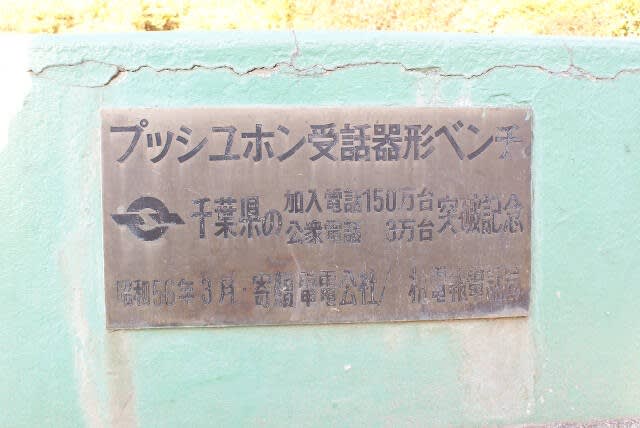 プッシュホン受話器形ベンチ
千葉県の加入電話150万台突破記念
公衆電話 3万台
昭和56年3月・寄贈 電電公社/